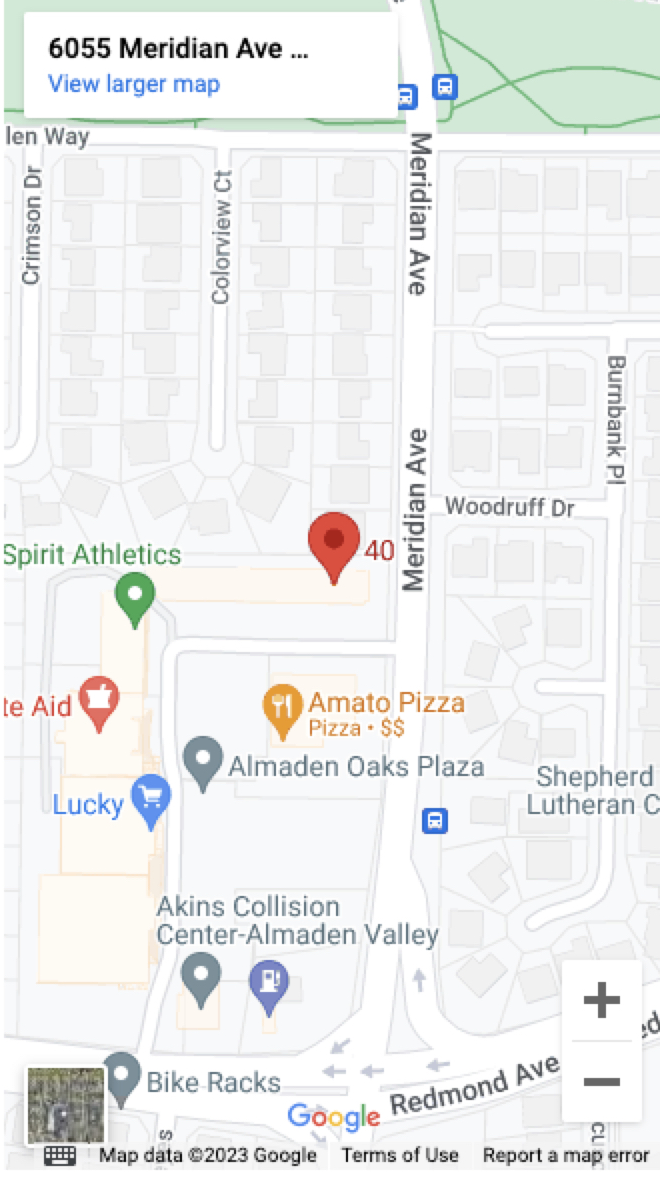 6055 Meridian Ave ...
View larger map
len Way
Crimson Dr
Colorview Ct
Meridian Ave
Burnbank Pl
Meridian Ave
Woodruff Dr
Spirit Athletics
40
te Aid
Amato Pizza
Pizza • $$
Almaden Oaks Plaza
Lucky
Shepherd
Lutheran C
Akins Collision
Center-Almaden Valley
+
−
Bike Racks
Redmond Ave
ed
Google
Map data ©2023 Google
Terms of Use
Report a map error